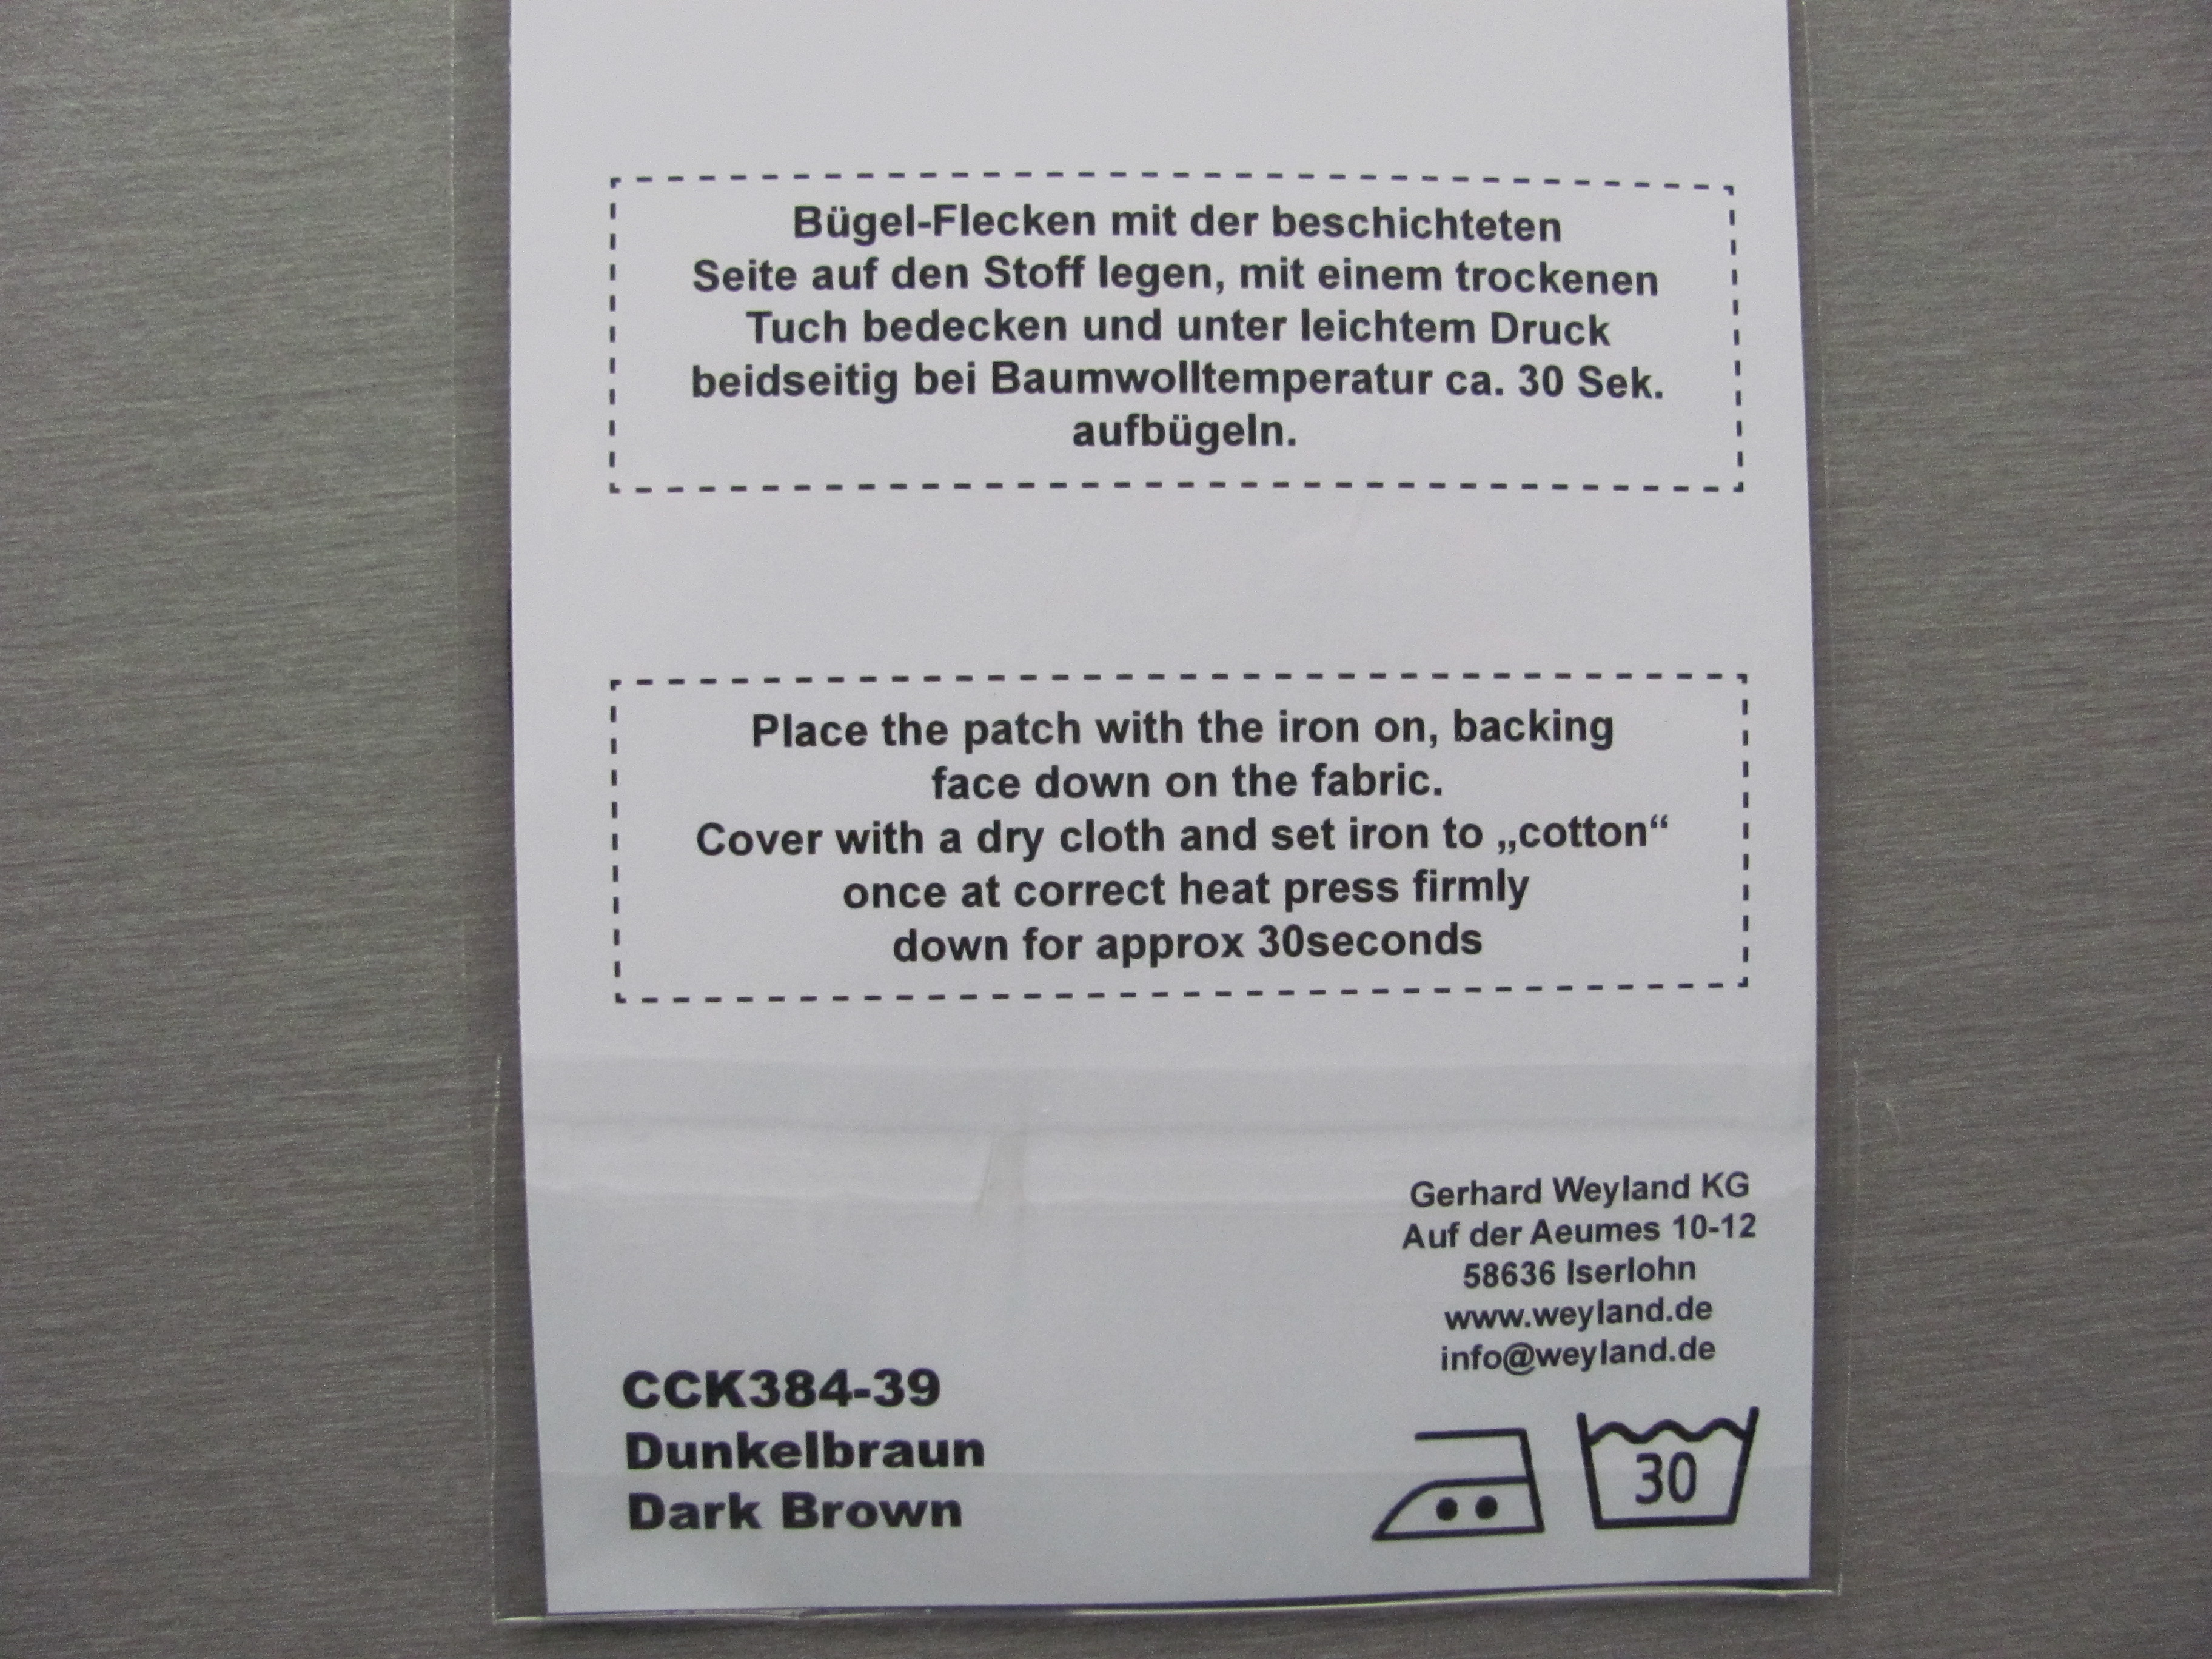 Bügel-Flecken mit der beschichteten
Seite auf den Stoff legen, mit einem trockenen
Tuch bedecken und unter leichtem Druck
beidseitig bei Baumwolltemperatur ca. 30 Sek.
aufbügeln.
Place the patch with the iron on, backing
face down on the fabric.
Cover with a dry cloth and set iron to „cotton“
once at correct heat press firmly
down for approx 30seconds
Gerhard Weyland KG
Auf der Aeumes 10-12
58636 Iserlohn
www.weyland.de
info@weyland.de
CCK384-39
Dunkelbraun
Dark Brown
30